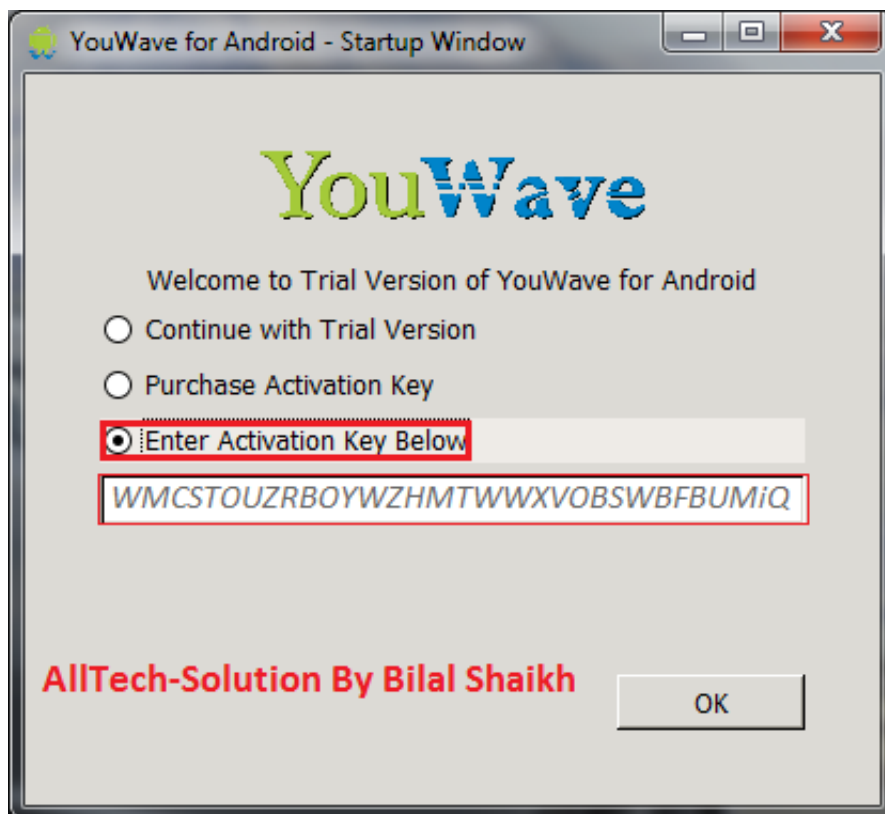 YouWave for Android - Startup Window
YouWave
Welcome to Trial Version of YouWave for Android
Continue with Trial Version
Purchase Activation Key
Enter Activation Key Below
WMCSTOUZRBOYWZHMTWWXVOBSWBFBUMiQ
AllTech-Solution By Bilal Shaikh
OK